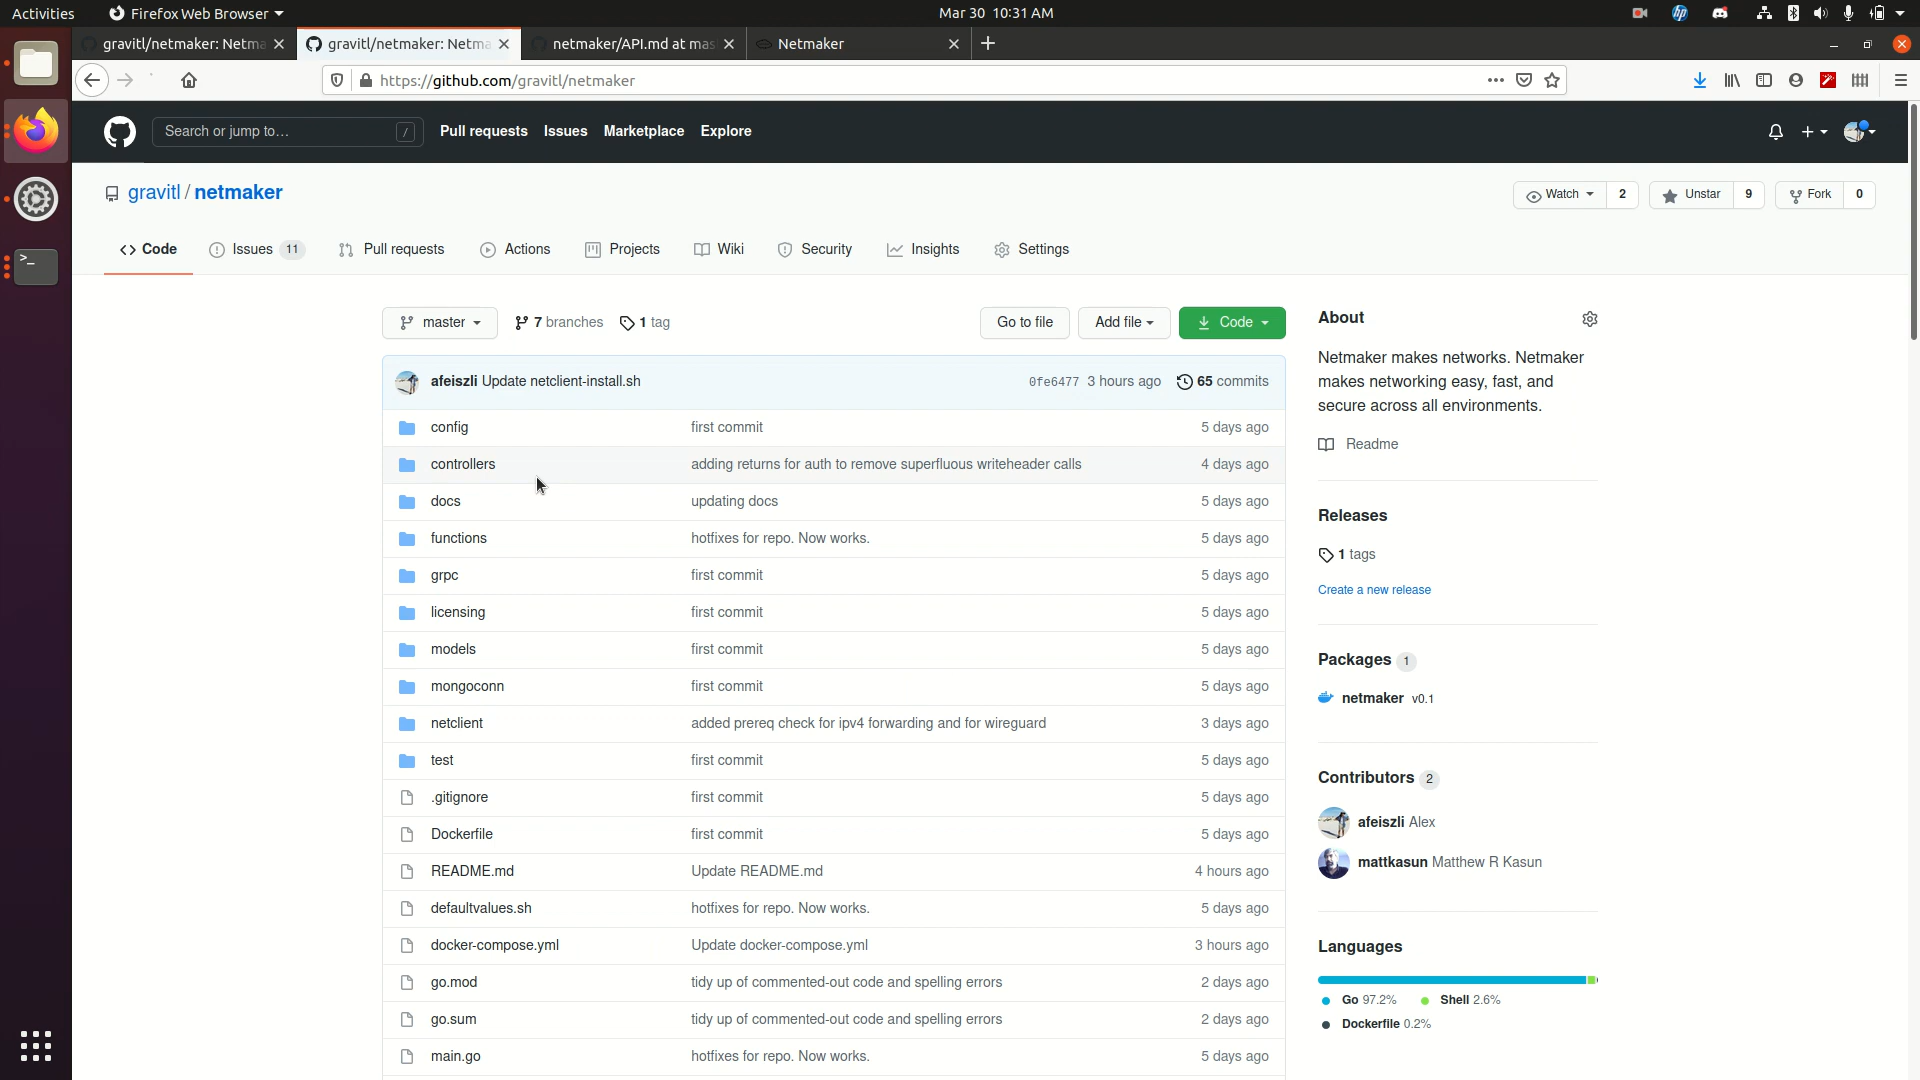 Activities Firefox Web Browser Mar 30 10:31 AM
gravitl/netmaker: Netma gravitl/netmaker: Netma netmaker/API.md at mas Netmaker
https://github.com/gravitl/netmaker
Search or jump to… / Pull requests Issues Marketplace Explore
gravitl / netmaker Watch 2 Unstar 9 Fork 0
Code Issues 11 Pull requests Actions Projects Wiki Security Insights Settings
master 7 branches 1 tag Go to file Add file Code
afeiszli Update netclient-install.sh 0fe6477 3 hours ago 65 commits
config first commit 5 days ago
controllers adding returns for auth to remove superfluous writeheader calls 4 days ago
docs updating docs 5 days ago
functions hotfixes for repo. Now works. 5 days ago
grpc first commit 5 days ago
licensing first commit 5 days ago
models first commit 5 days ago
mongoconn first commit 5 days ago
netclient added prereq check for ipv4 forwarding and for wireguard 3 days ago
test first commit 5 days ago
.gitignore first commit 5 days ago
Dockerfile first commit 5 days ago
README.md Update README.md 4 hours ago
defaultvalues.sh hotfixes for repo. Now works. 5 days ago
docker-compose.yml Update docker-compose.yml 3 hours ago
go.mod tidy up of commented-out code and spelling errors 2 days ago
go.sum tidy up of commented-out code and spelling errors 2 days ago
main.go hotfixes for repo. Now works. 5 days ago
About
Netmaker makes networks. Netmaker
makes networking easy, fast, and
secure across all environments.
Readme
Releases
1 tags
Create a new release
Packages 1
netmaker v0.1
Contributors 2
afeiszli Alex
mattkasun Matthew R Kasun
Languages
Go 97.2% Shell 2.6%
Dockerfile 0.2%